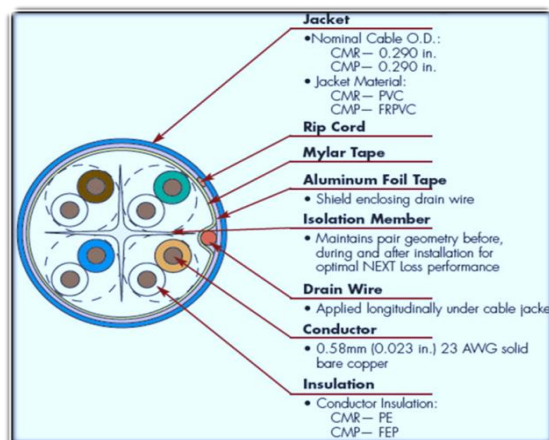 Jacket
•Nominal Cable O.D.:
CMR— 0.290 in.
CMP— 0.290 in.
• Jacket Material:
CMR— PVC
CMP— FRPVC
Rip Cord
Mylar Tape
Aluminum Foil Tape
• Shield enclosing drain wire
Isolation Member
• Maintains pair geometry before,
during and after installation for
optimal NEXT Loss performance
Drain Wire
• Applied longitudinally under cable jacke
Conductor
• 0.58mm (0.023 in.) 23 AWG solid
bare copper
Insulation
• Conductor Insulation:
CMR— PE
CMP— FEP